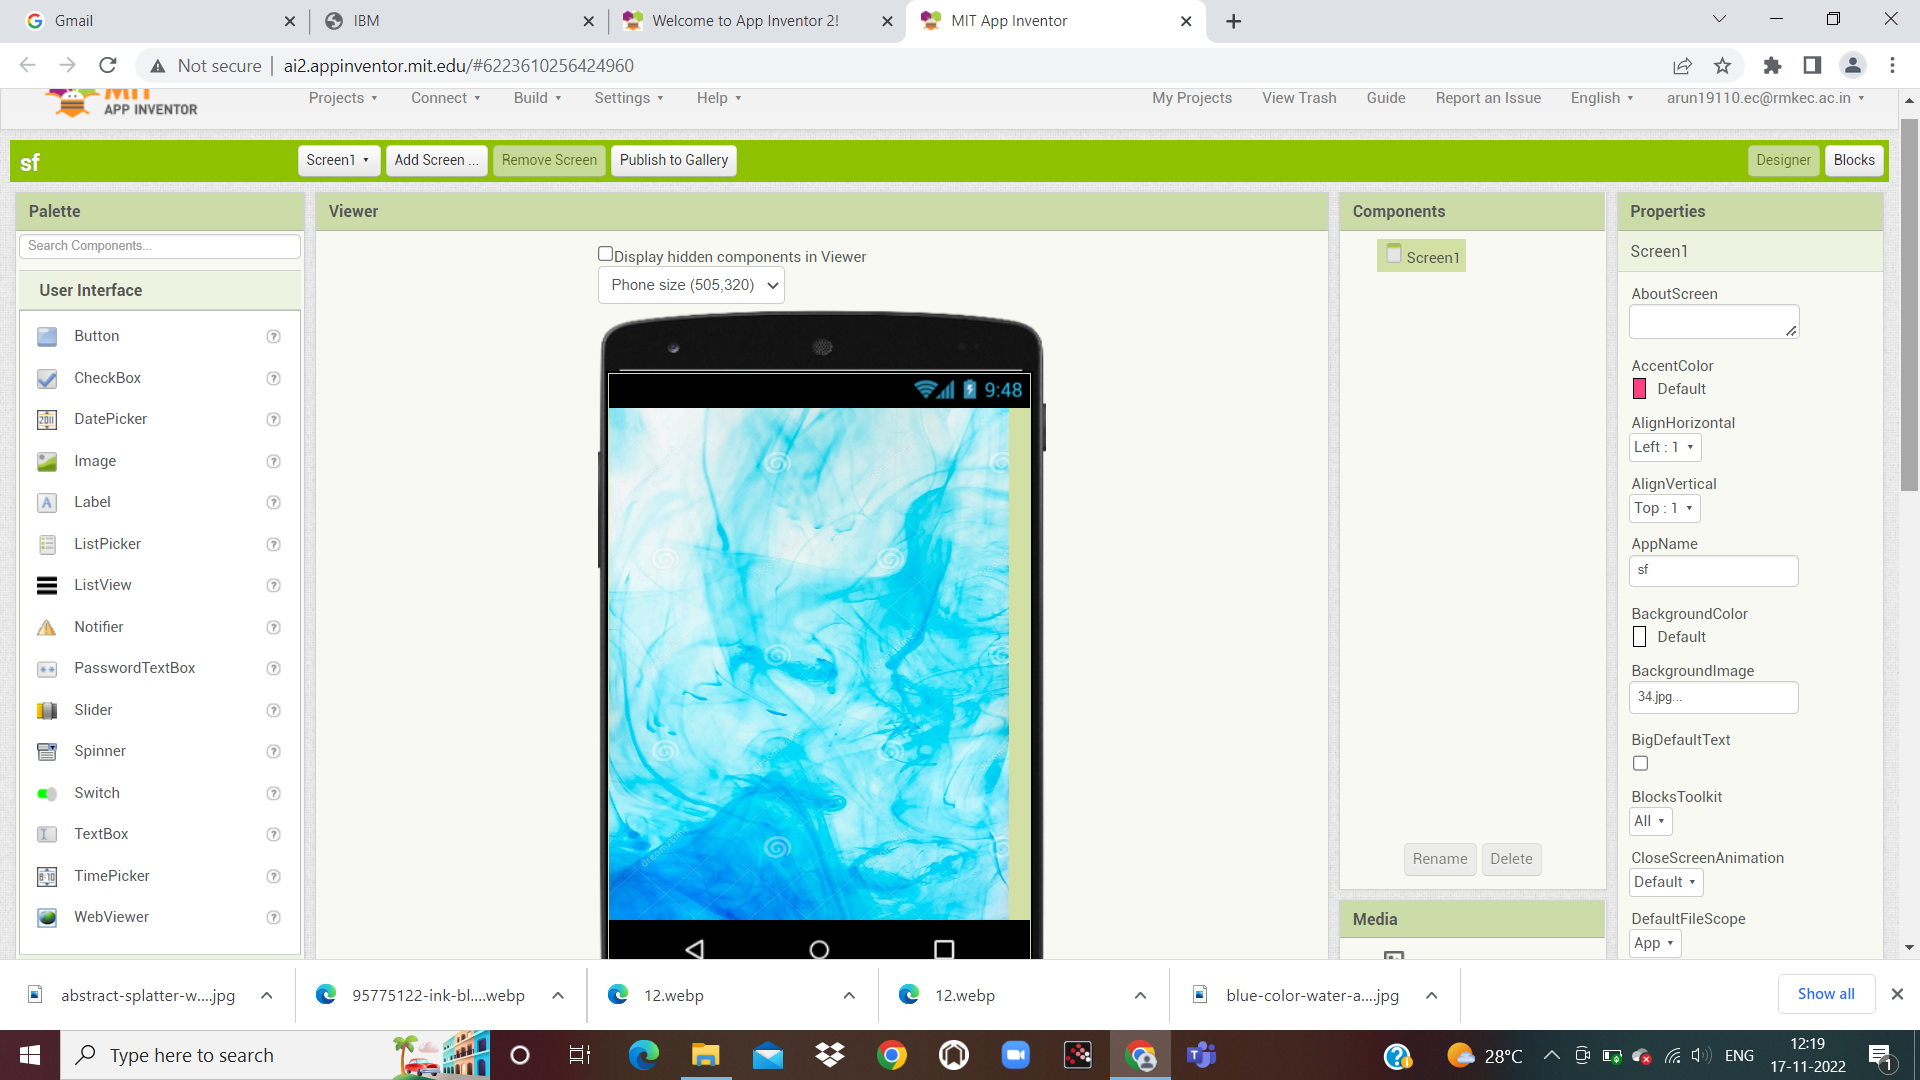 Gmail
IBM
Welcome to App Inventor 2!
MIT App Inventor
Not secure
ai2.appinventor.mit.edu/#6223610256424960
MIT
APP INVENTOR
Projects
Connect
Build
Settings
Help
My Projects
View Trash
Guide
Report an Issue
English
arun19110.ec@rmkec.ac.in
sf
Screen1
Add Screen ...
Remove Screen
Publish to Gallery
Designer
Blocks
Palette
Search Components...
User Interface
Button
CheckBox
DatePicker
Image
Label
ListPicker
ListView
Notifier
PasswordTextBox
Slider
Spinner
Switch
TextBox
TimePicker
WebViewer
Viewer
Display hidden components in Viewer
Phone size (505,320)
9:48
Components
Screen1
Rename
Delete
Media
Properties
Screen1
AboutScreen
AccentColor
Default
AlignHorizontal
Left : 1
AlignVertical
Top : 1
AppName
sf
BackgroundColor
Default
BackgroundImage
34.jpg...
BigDefaultText
BlocksToolkit
All
CloseScreenAnimation
Default
DefaultFileScope
App
abstract-splatter-w....jpg
95775122-ink-bl....webp
12.webp
12.webp
blue-color-water-a....jpg
Show all
Type here to search
28°C
ENG
12:19
17-11-2022
1